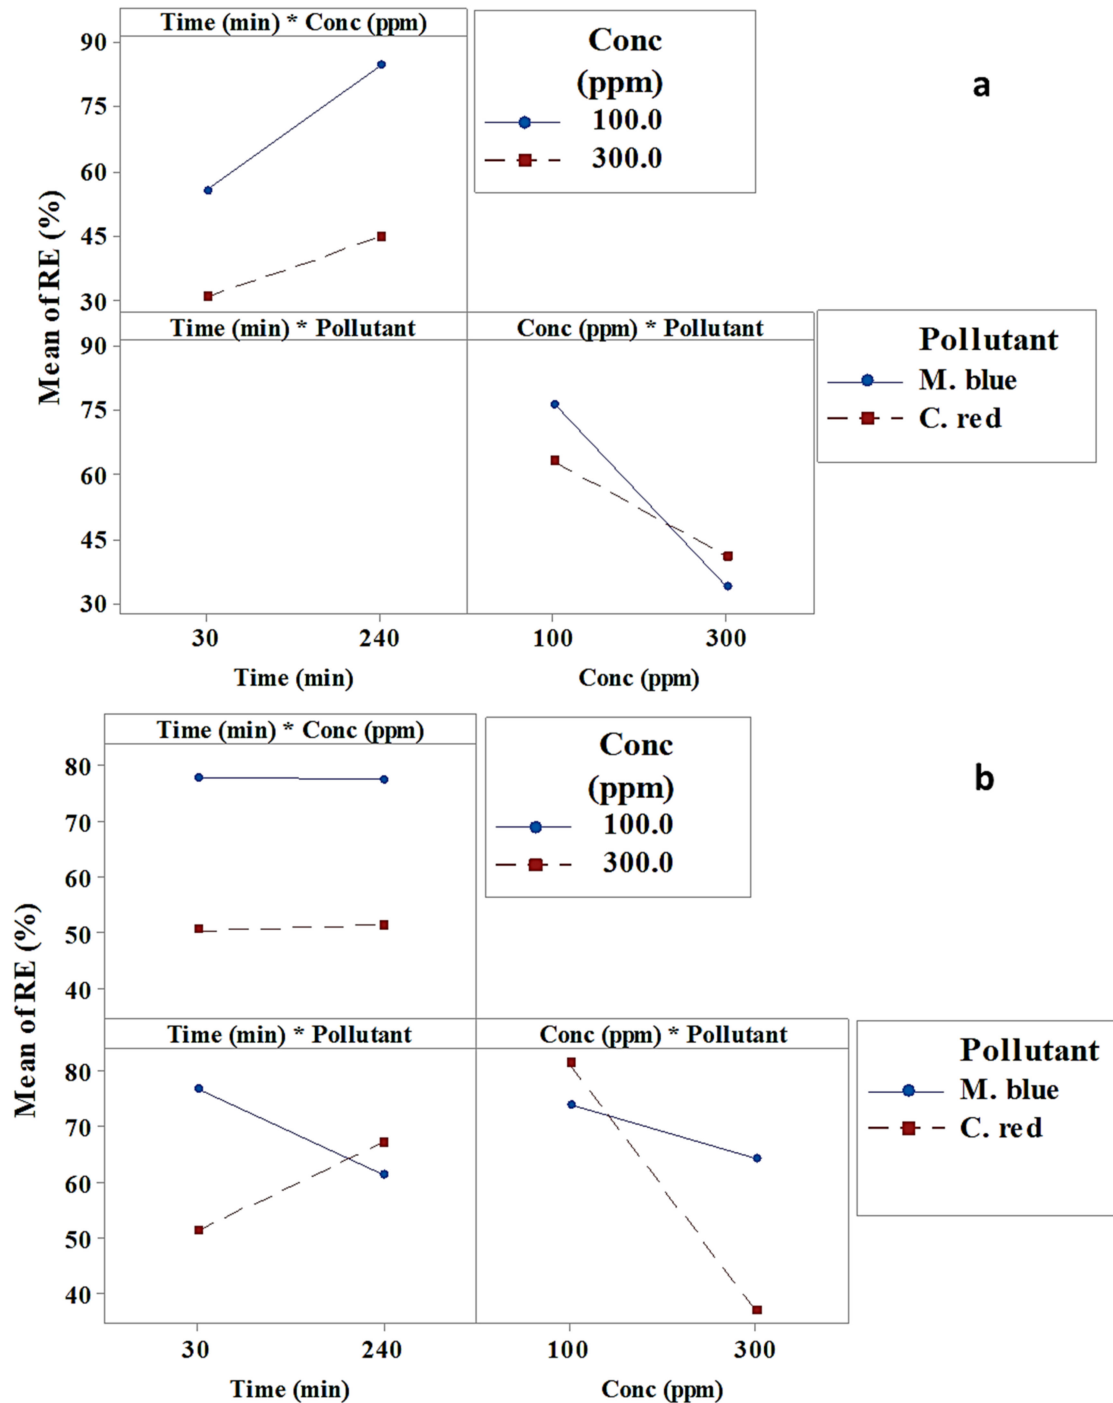 Time (min) * Conc (ppm)
Conc
(ppm)
100.0
300.0
a
90
75
60
45
30
Mean of RE (%)
Time (min) * Pollutant
Conc (ppm) * Pollutant
Pollutant
M. blue
C. red
90
75
60
45
30
30
240
100
300
Time (min)
Conc (ppm)
Time (min) * Conc (ppm)
Conc
(ppm)
100.0
300.0
b
80
70
60
50
40
Mean of RE (%)
Time (min) * Pollutant
Conc (ppm) * Pollutant
Pollutant
M. blue
C. red
80
70
60
50
40
30
240
100
300
Time (min)
Conc (ppm)